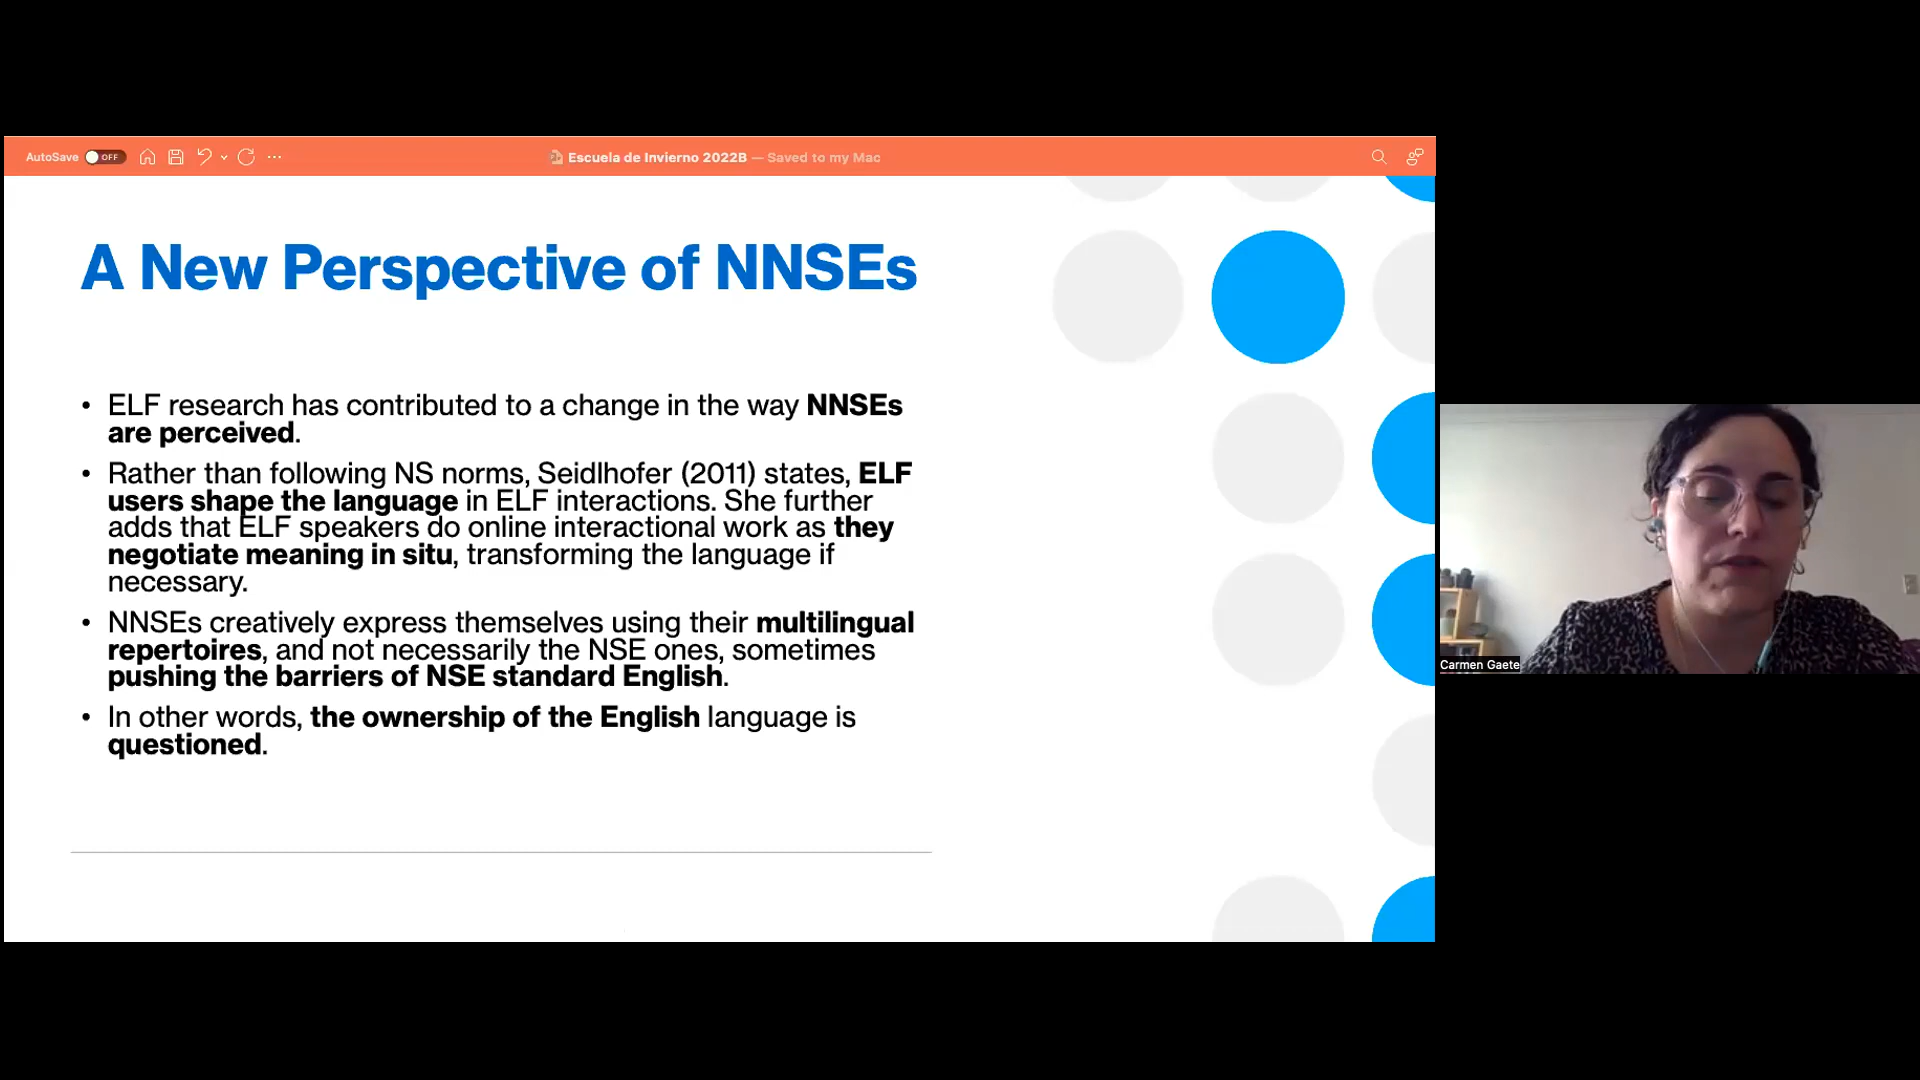 AutoSave OFF
Escuela de Invierno 2022B — Saved to my Mac
A New Perspective of NNSEs
• ELF research has contributed to a change in the way NNSEs
are perceived.
• Rather than following NS norms, Seidlhofer (2011) states, ELF
users shape the language in ELF interactions. She further
adds that ELF speakers do online interactional work as they
negotiate meaning in situ, transforming the language if
necessary.
• NNSEs creatively express themselves using their multilingual
repertoires, and not necessarily the NSE ones, sometimes
pushing the barriers of NSE standard English.
• In other words, the ownership of the English language is
questioned.
Carmen Gaete